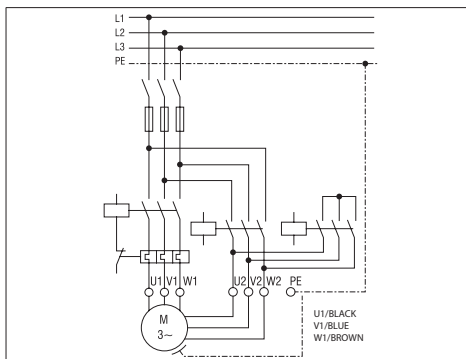 L1
L2
L3
PE
U1 V1 W1 U2 V2 W2 PE
M
3~
U1/BLACK
V1/BLUE
W1/BROWN